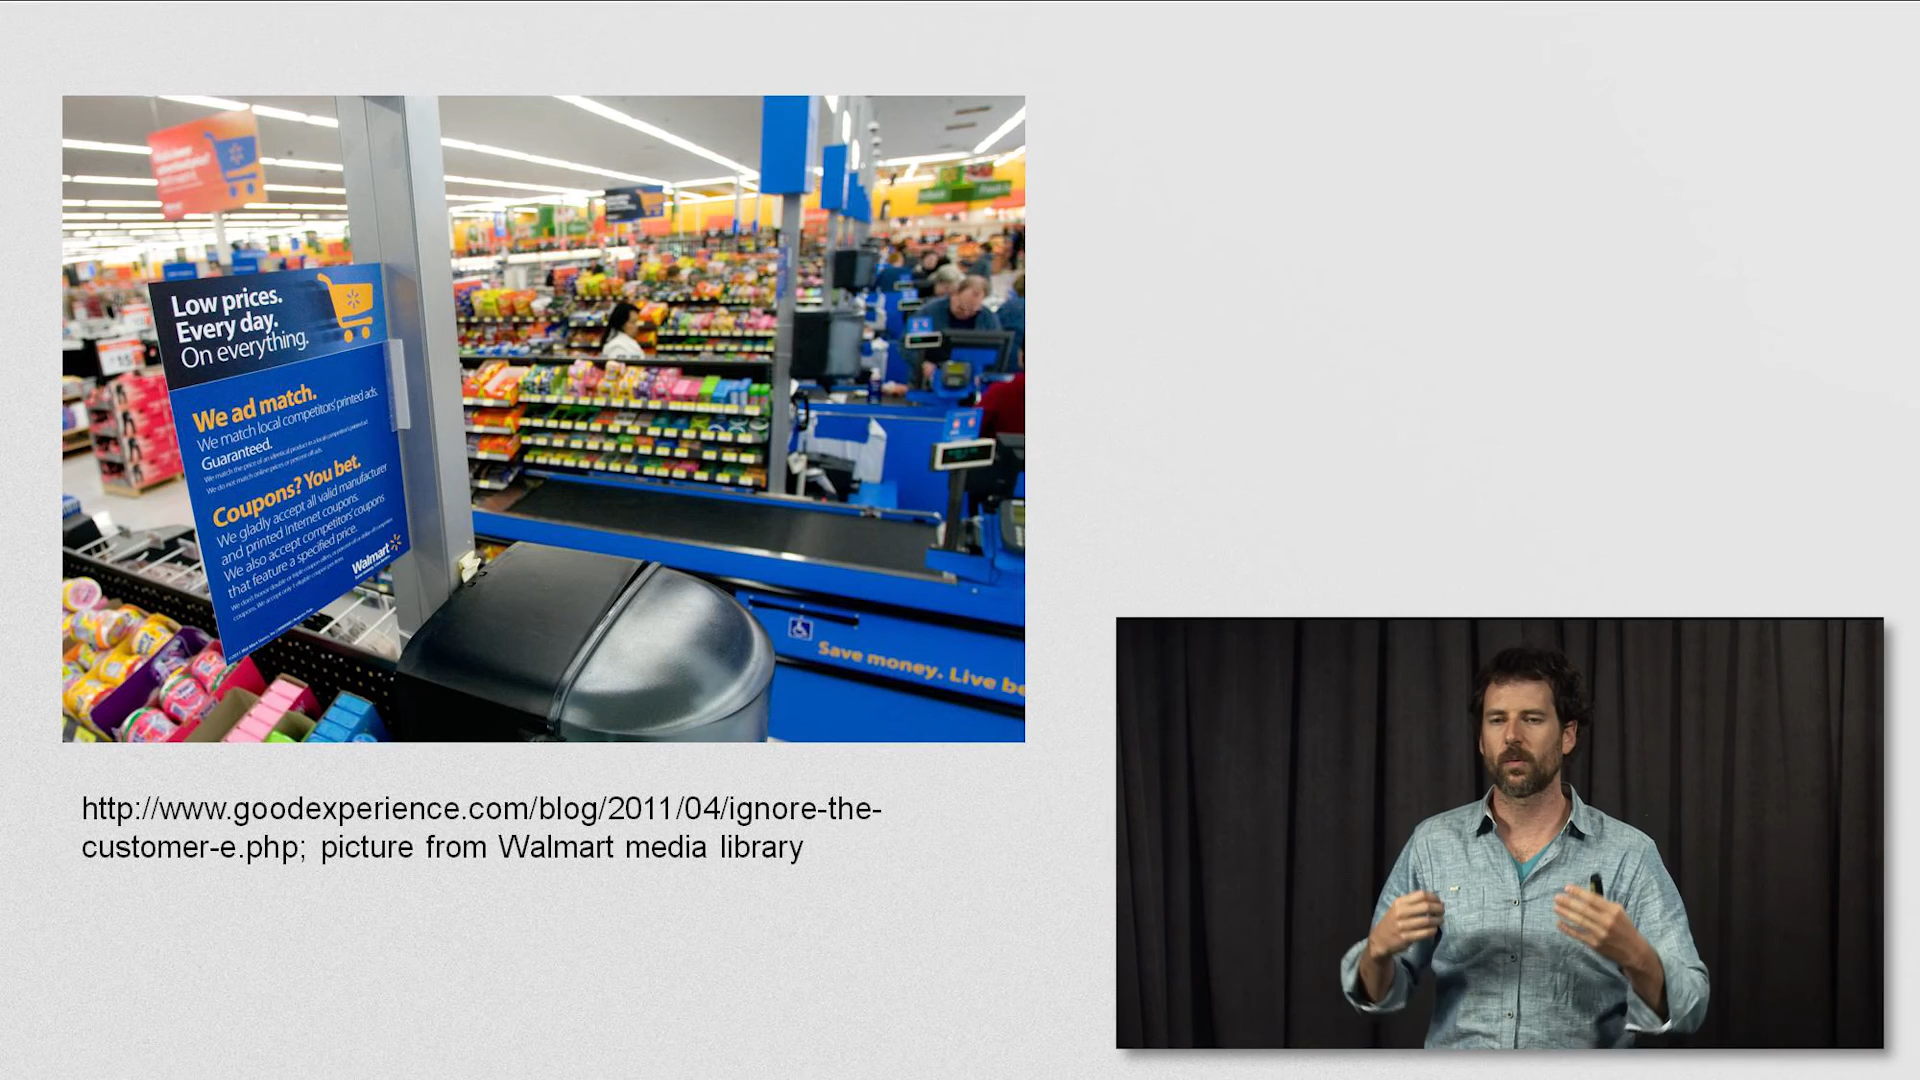 Low prices.
Every day.
On everything.
We ad match.
We match local competitors' printed ads.
Guaranteed.
We match the price of an identical product in a local competitor's printed ad
We do not match online prices or percent off ads.
Coupons? You bet.
We gladly accept all valid manufacturer
and printed Internet coupons.
We also accept competitors' coupons
that feature a specified price.
Walmart
Save money. Live be
http://www.goodexperience.com/blog/2011/04/ignore-the-
customer-e.php; picture from Walmart media library